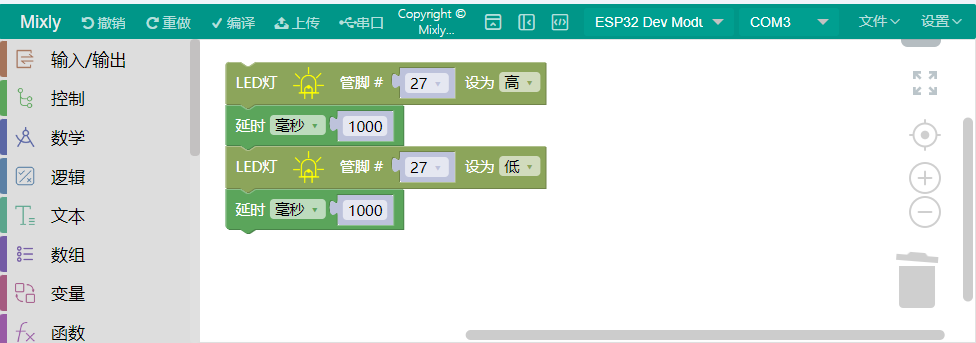 Mixly 撤销 重做 编译 上传 串口 Copyright © Mixly... ESP32 Dev Modu COM3 文件 设置
输入/输出
控制
数学
逻辑
文本
数组
变量
函数
LED灯 管脚 # 27 设为 高
延时 毫秒 1000
LED灯 管脚 # 27 设为 低
延时 毫秒 1000